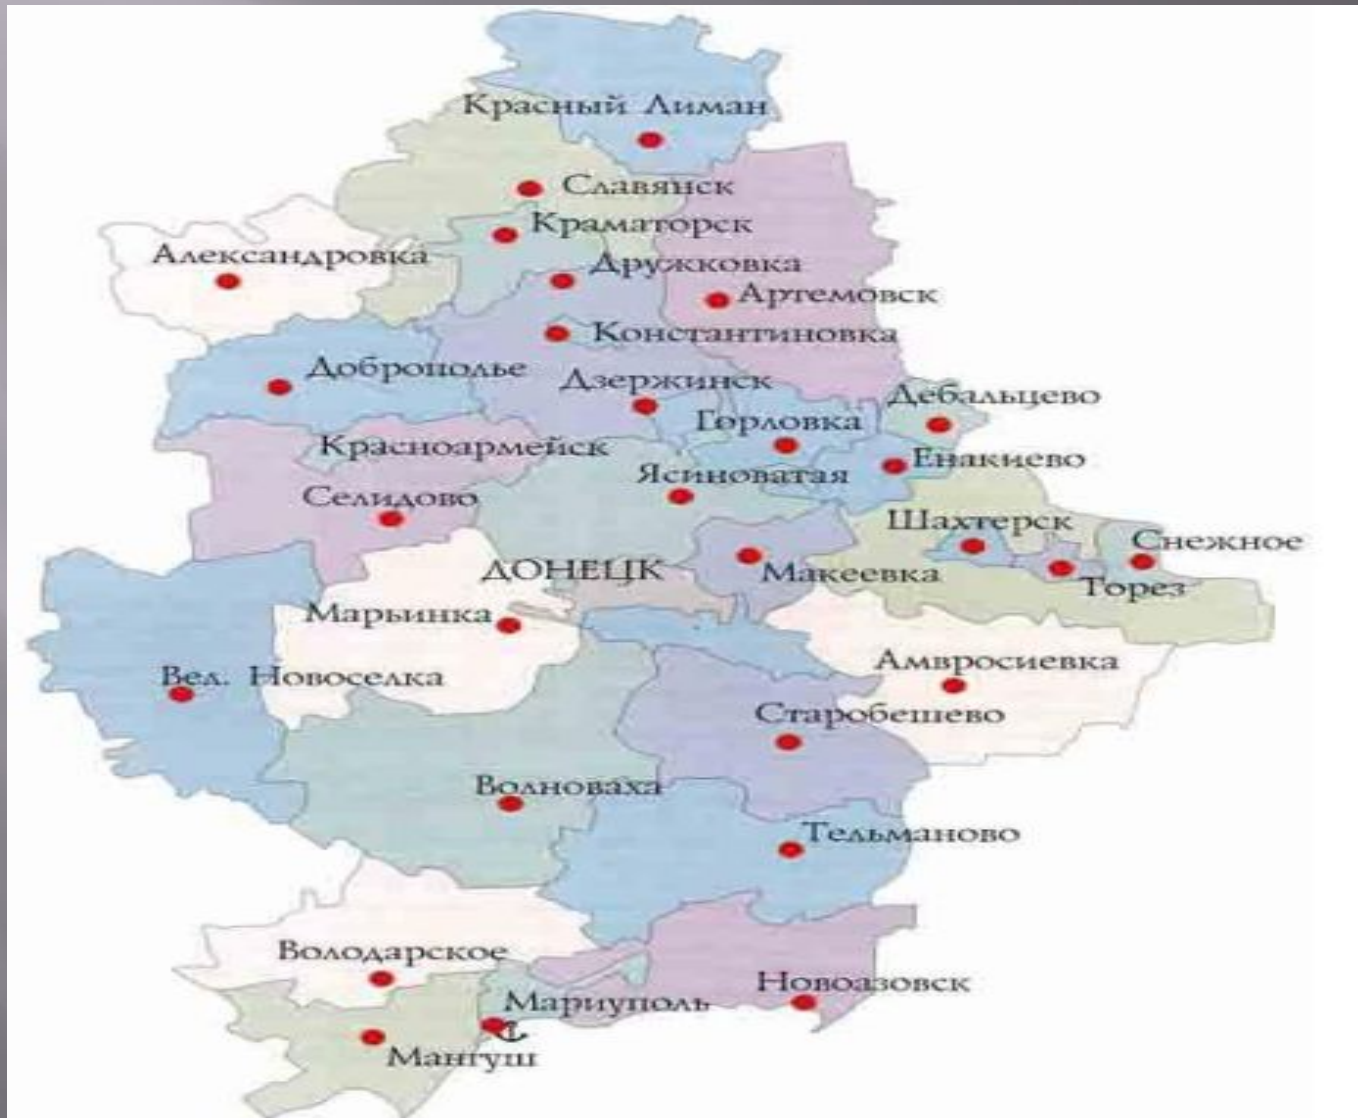 Красный Лиман
Славянск
Краматорск
Александровка
Дружковка
Артемовск
Константиновка
Доброполье
Дзержинск
Дебальцево
Горловка
Красноармейск
Енакиево
Ясиноватая
Селидово
Шахтерск
Снежное
ДОНЕЦК
Макеевка
Торез
Марьинка
Амвросиевка
Вел. Новоселка
Старобешево
Волноваха
Тельманово
Володарское
Новоазовск
Мариуполь
Мангуш